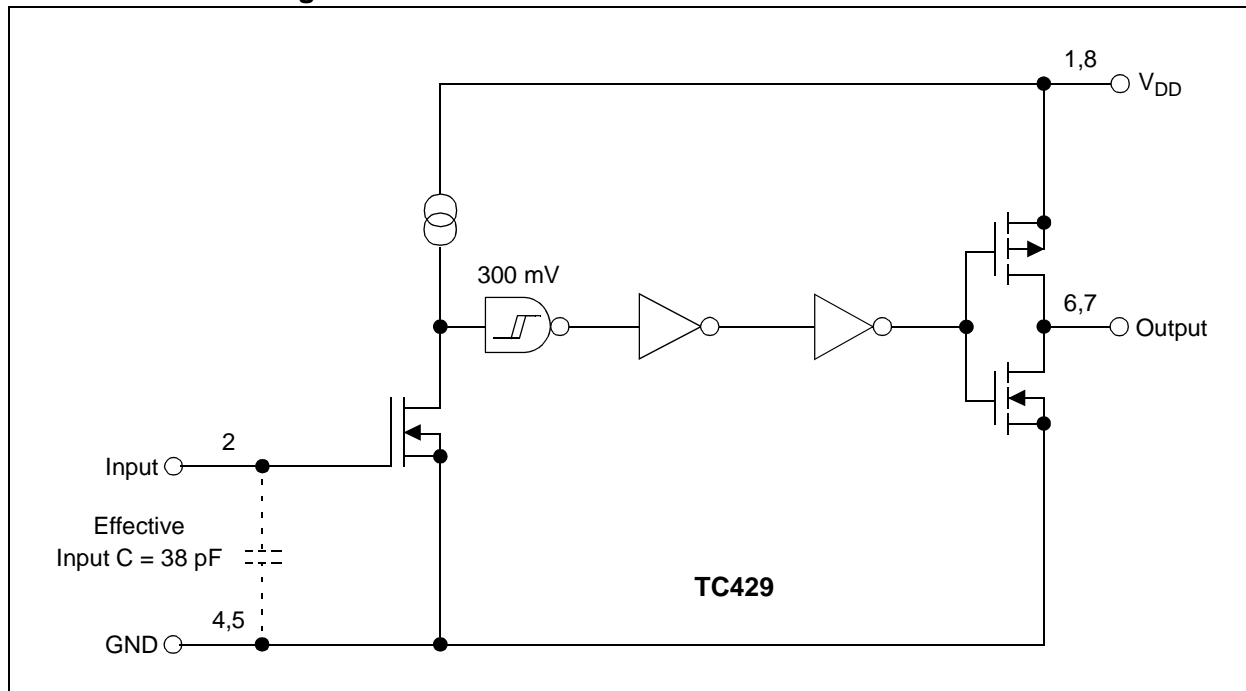 1,8
V_DD
300 mV
6,7
Output
2
Input
Effective
Input C = 38 pF
TC429
4,5
GND